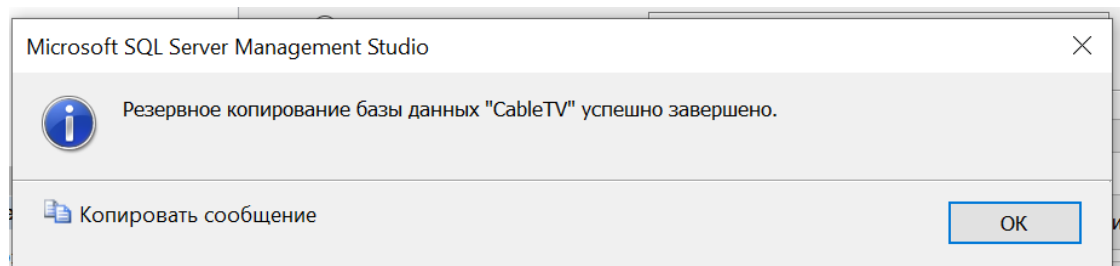 Microsoft SQL Server Management Studio
Резервное копирование базы данных "CableTV" успешно завершено.
Копировать сообщение
ОК